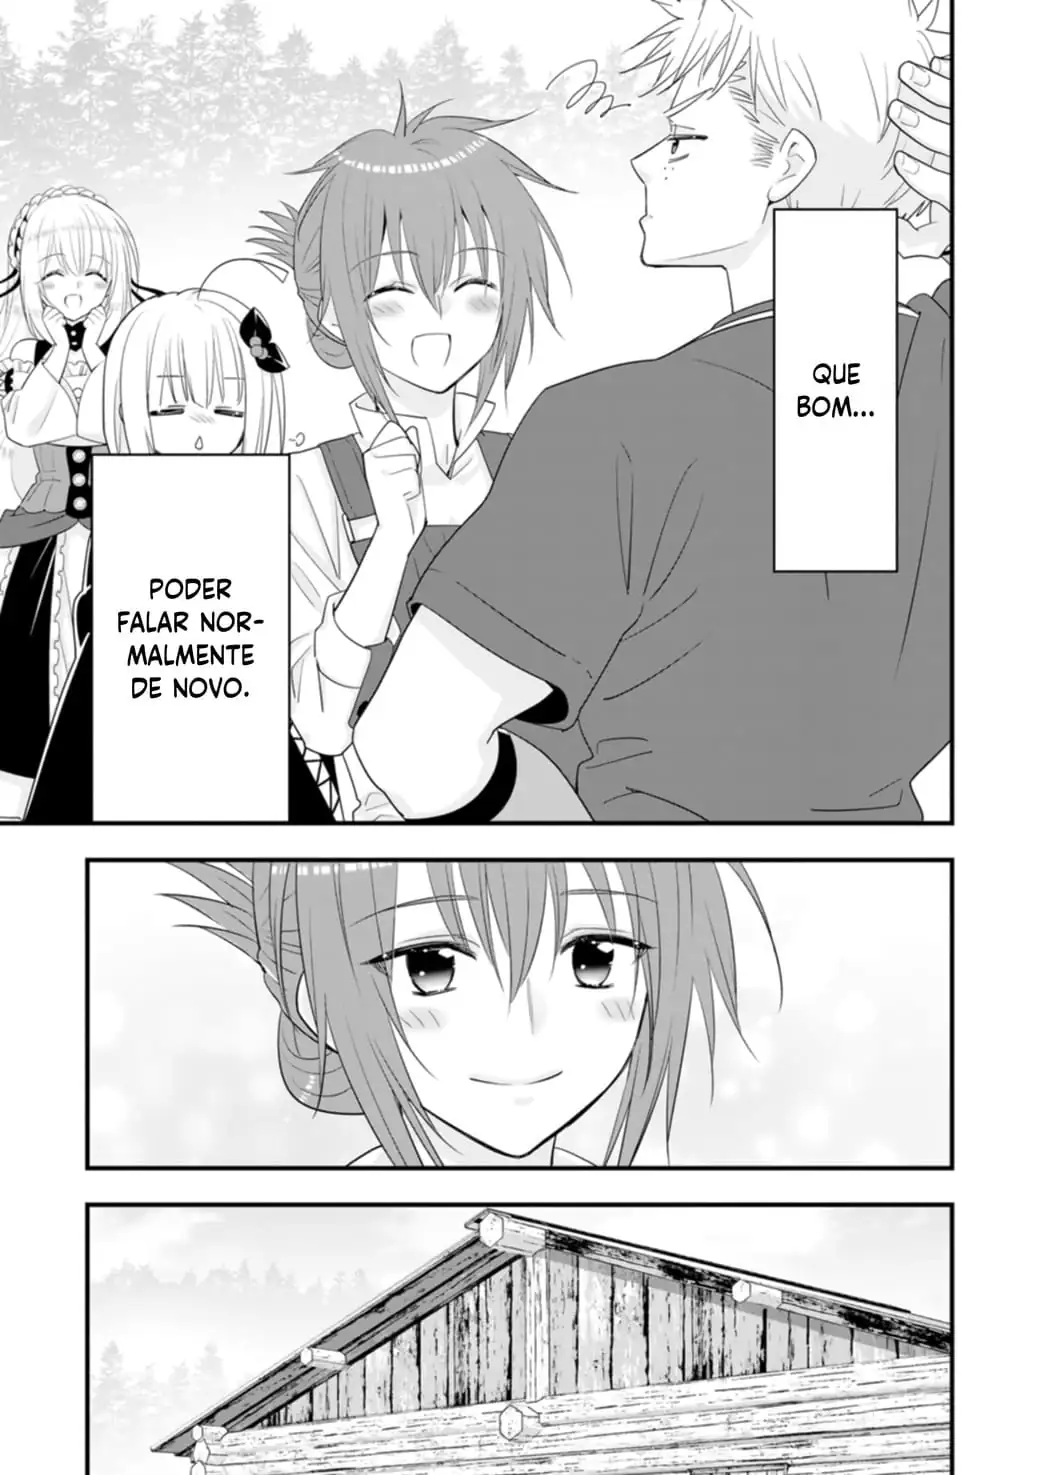 QUE
BOM...
PODER
FALAR NOR-
MALMENTE
DE NOVO.